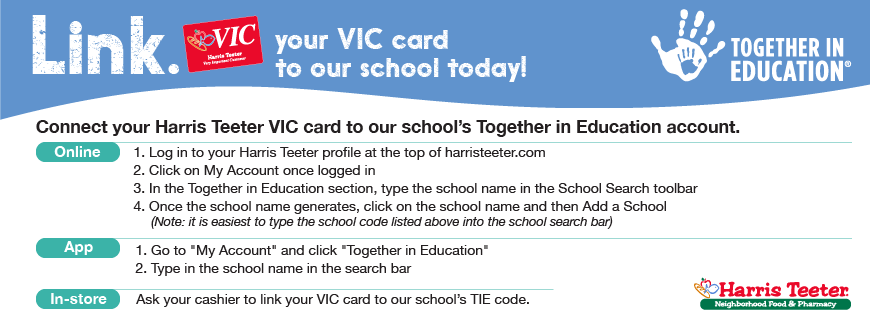 Link.
VIC
Harris Teeter
Very Important Customer
your VIC card
to our school today!
TOGETHER IN
EDUCATION®
Connect your Harris Teeter VIC card to our school's Together in Education account.
Online
1. Log in to your Harris Teeter profile at the top of harristeeter.com
2. Click on My Account once logged in
3. In the Together in Education section, type the school name in the School Search toolbar
4. Once the school name generates, click on the school name and then Add a School
(Note: it is easiest to type the school code listed above into the school search bar)
App
1. Go to "My Account" and click "Together in Education"
2. Type in the school name in the search bar
In-store
Ask your cashier to link your VIC card to our school's TIE code.
Harris Teeter
Neighborhood Food & Pharmacy